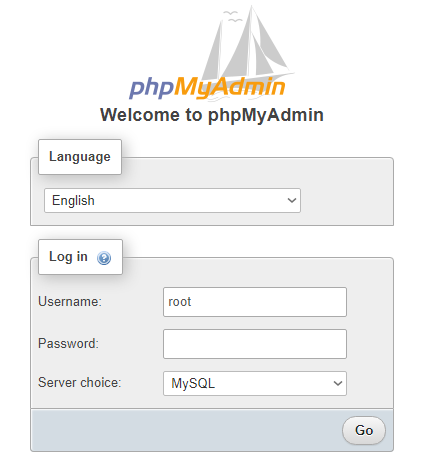 phpMyAdmin
Welcome to phpMyAdmin
Language
English
Log in
Username: root
Password:
Server choice: MySQL
Go